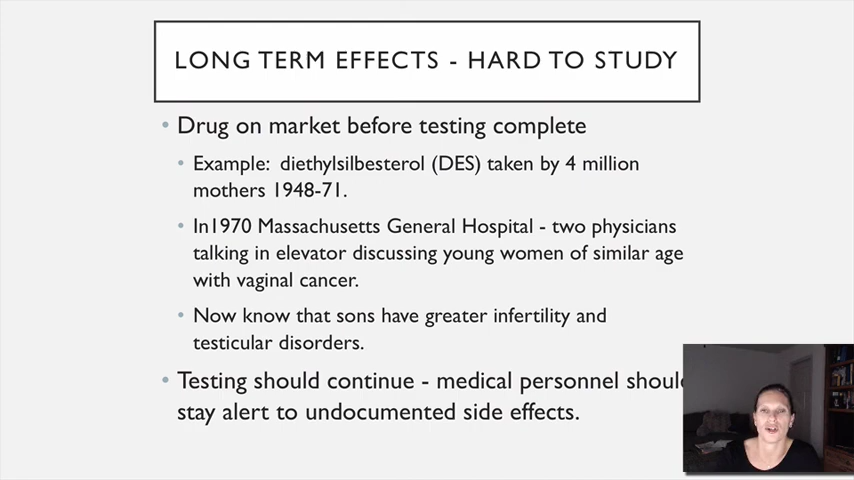 LONG TERM EFFECTS - HARD TO STUDY
• Drug on market before testing complete
• Example: diethylsilbesterol (DES) taken by 4 million
mothers 1948-71.
• In1970 Massachusetts General Hospital - two physicians
talking in elevator discussing young women of similar age
with vaginal cancer.
• Now know that sons have greater infertility and
testicular disorders.
• Testing should continue - medical personnel shoul
stay alert to undocumented side effects.